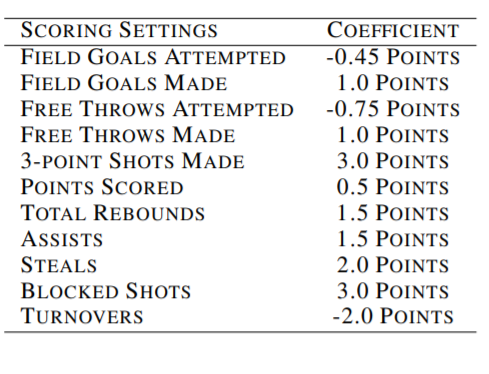 SCORING SETTINGS COEFFICIENT
FIELD GOALS ATTEMPTED -0.45 POINTS
FIELD GOALS MADE 1.0 POINTS
FREE THROWS ATTEMPTED -0.75 POINTS
FREE THROWS MADE 1.0 POINTS
3-POINT SHOTS MADE 3.0 POINTS
POINTS SCORED 0.5 POINTS
TOTAL REBOUNDS 1.5 POINTS
ASSISTS 1.5 POINTS
STEALS 2.0 POINTS
BLOCKED SHOTS 3.0 POINTS
TURNOVERS -2.0 POINTS